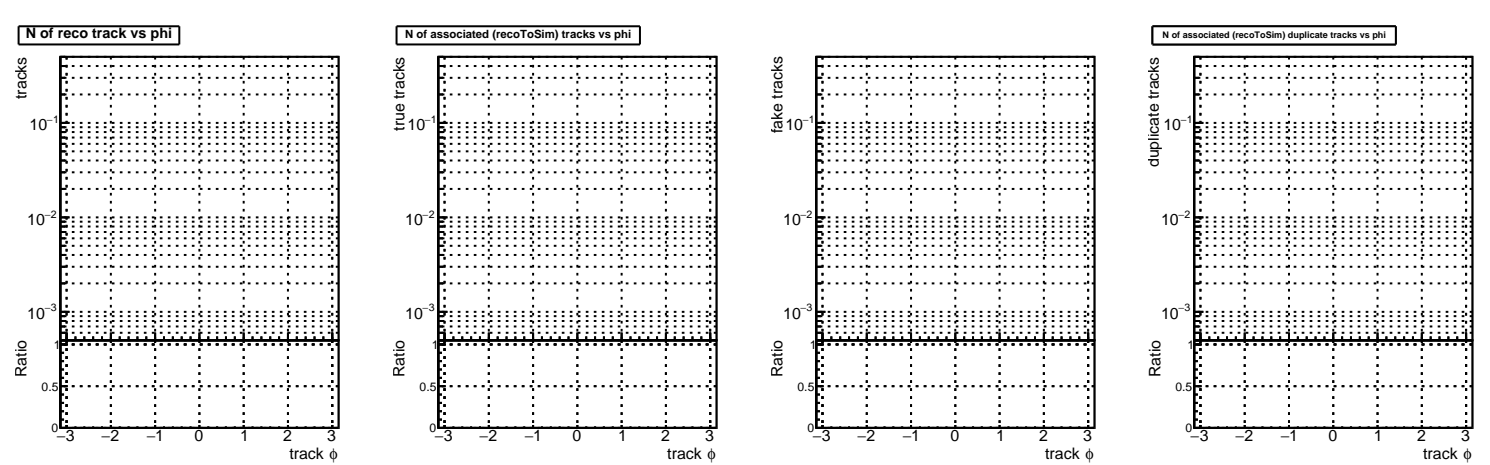 N of reco track vs phi
tracks
10−1
10−2
10−3
Ratio
1
0.5
0
−3 −2 −1 0 1 2 3
track ϕ
N of associated (recoToSim) tracks vs phi
true tracks
10−1
10−2
10−3
Ratio
1
0.5
0
−3 −2 −1 0 1 2 3
track ϕ
fake tracks
10−1
10−2
10−3
Ratio
1
0.5
0
−3 −2 −1 0 1 2 3
track ϕ
N of associated (recoToSim) duplicate tracks vs phi
duplicate tracks
10−1
10−2
10−3
Ratio
1
0.5
0
−3 −2 −1 0 1 2 3
track ϕ